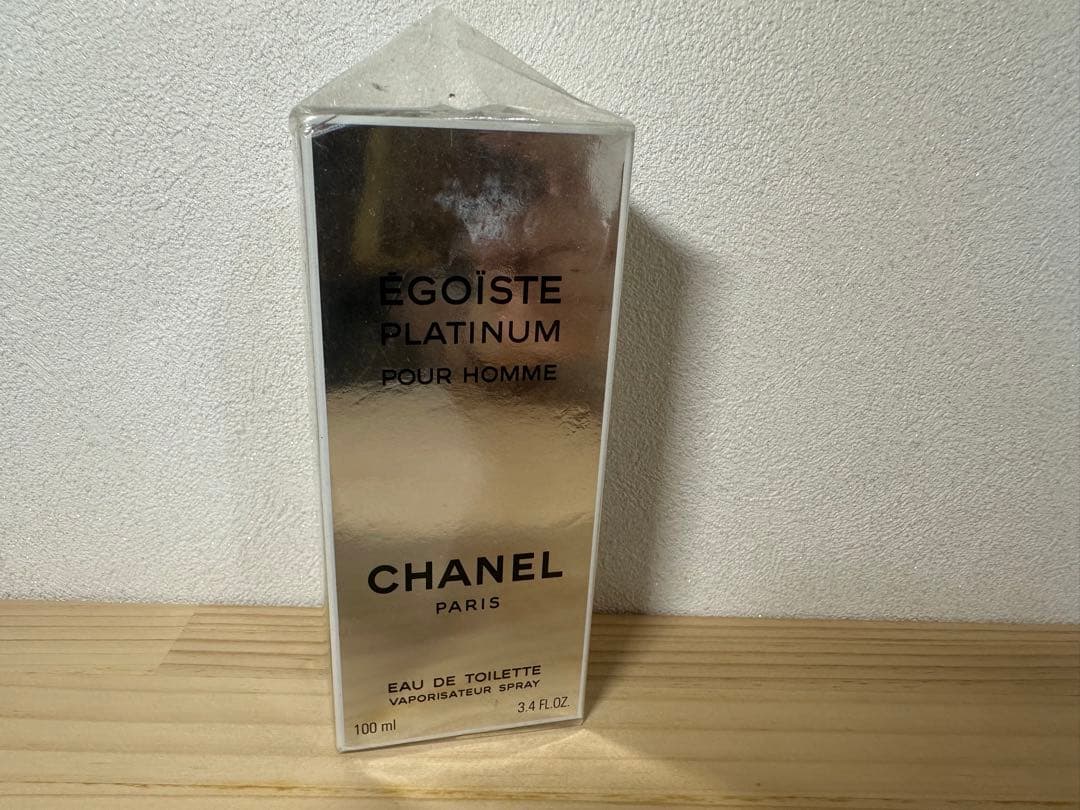 ÉGOÏSTE
PLATINUM
POUR HOMME
CHANEL
PARIS
EAU DE TOILETTE
VAPORISATEUR SPRAY
100 ml 3.4 FL.OZ.